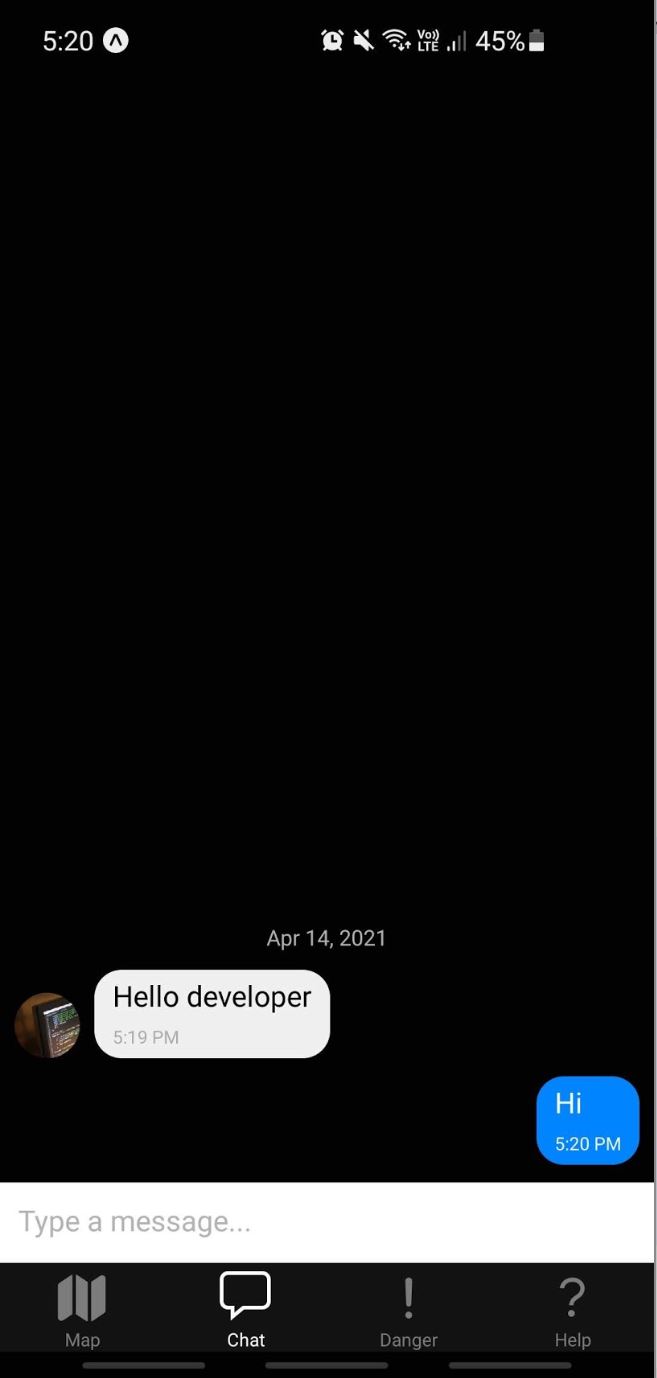 5:20
Vo)) 45%
LTE
Apr 14, 2021
Hello developer
5:19 PM
Hi
5:20 PM
Type a message...
Map Chat Danger Help